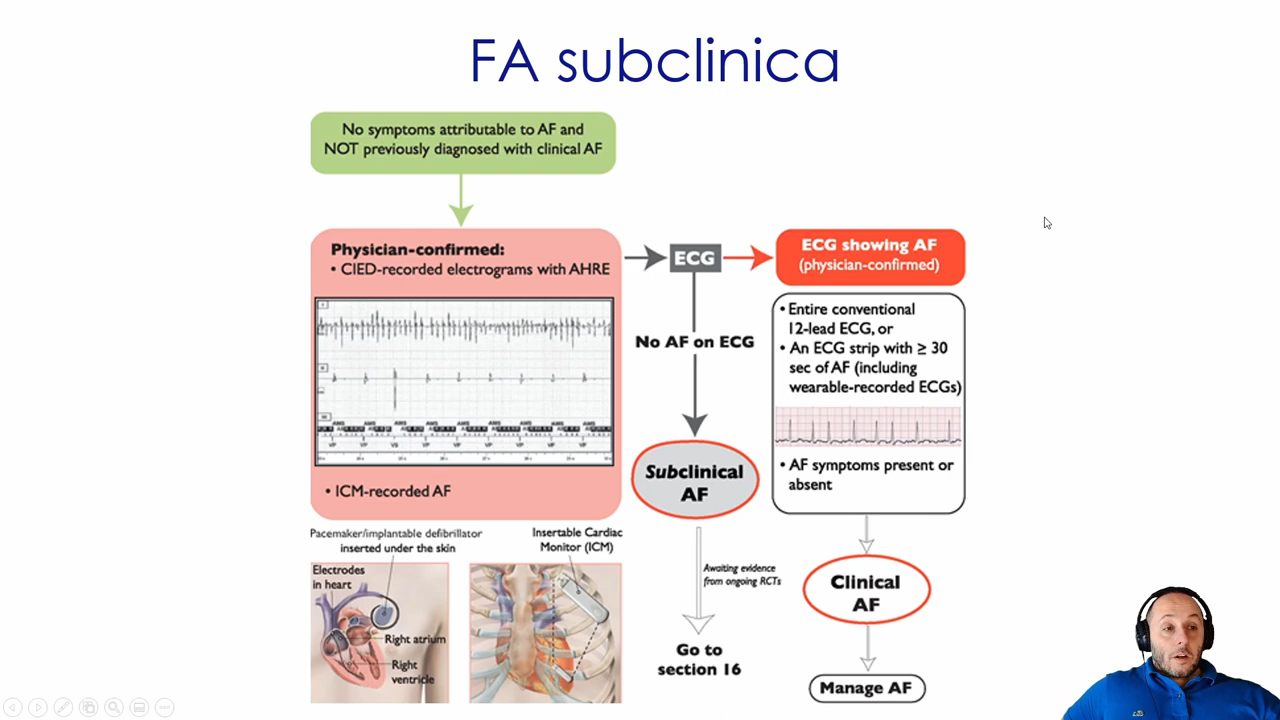 FA subclinica
No symptoms attributable to AF and
NOT previously diagnosed with clinical AF
Physician-confirmed:
• CIED-recorded electrograms with AHRE
• ICM-recorded AF
Pacemaker/implantable defibrillator
inserted under the skin
Electrodes
in heart
Right atrium
Right
ventricle
Insertable Cardiac
Monitor (ICM)
ECG
No AF on ECG
Subclinical
AF
Awaiting evidence
from ongoing RCTs
Go to
section 16
ECG showing AF
(physician-confirmed)
• Entire conventional
12-lead ECG, or
• An ECG strip with ≥ 30
sec of AF (including
wearable-recorded ECGs)
• AF symptoms present or
absent
Clinical
AF
Manage AF